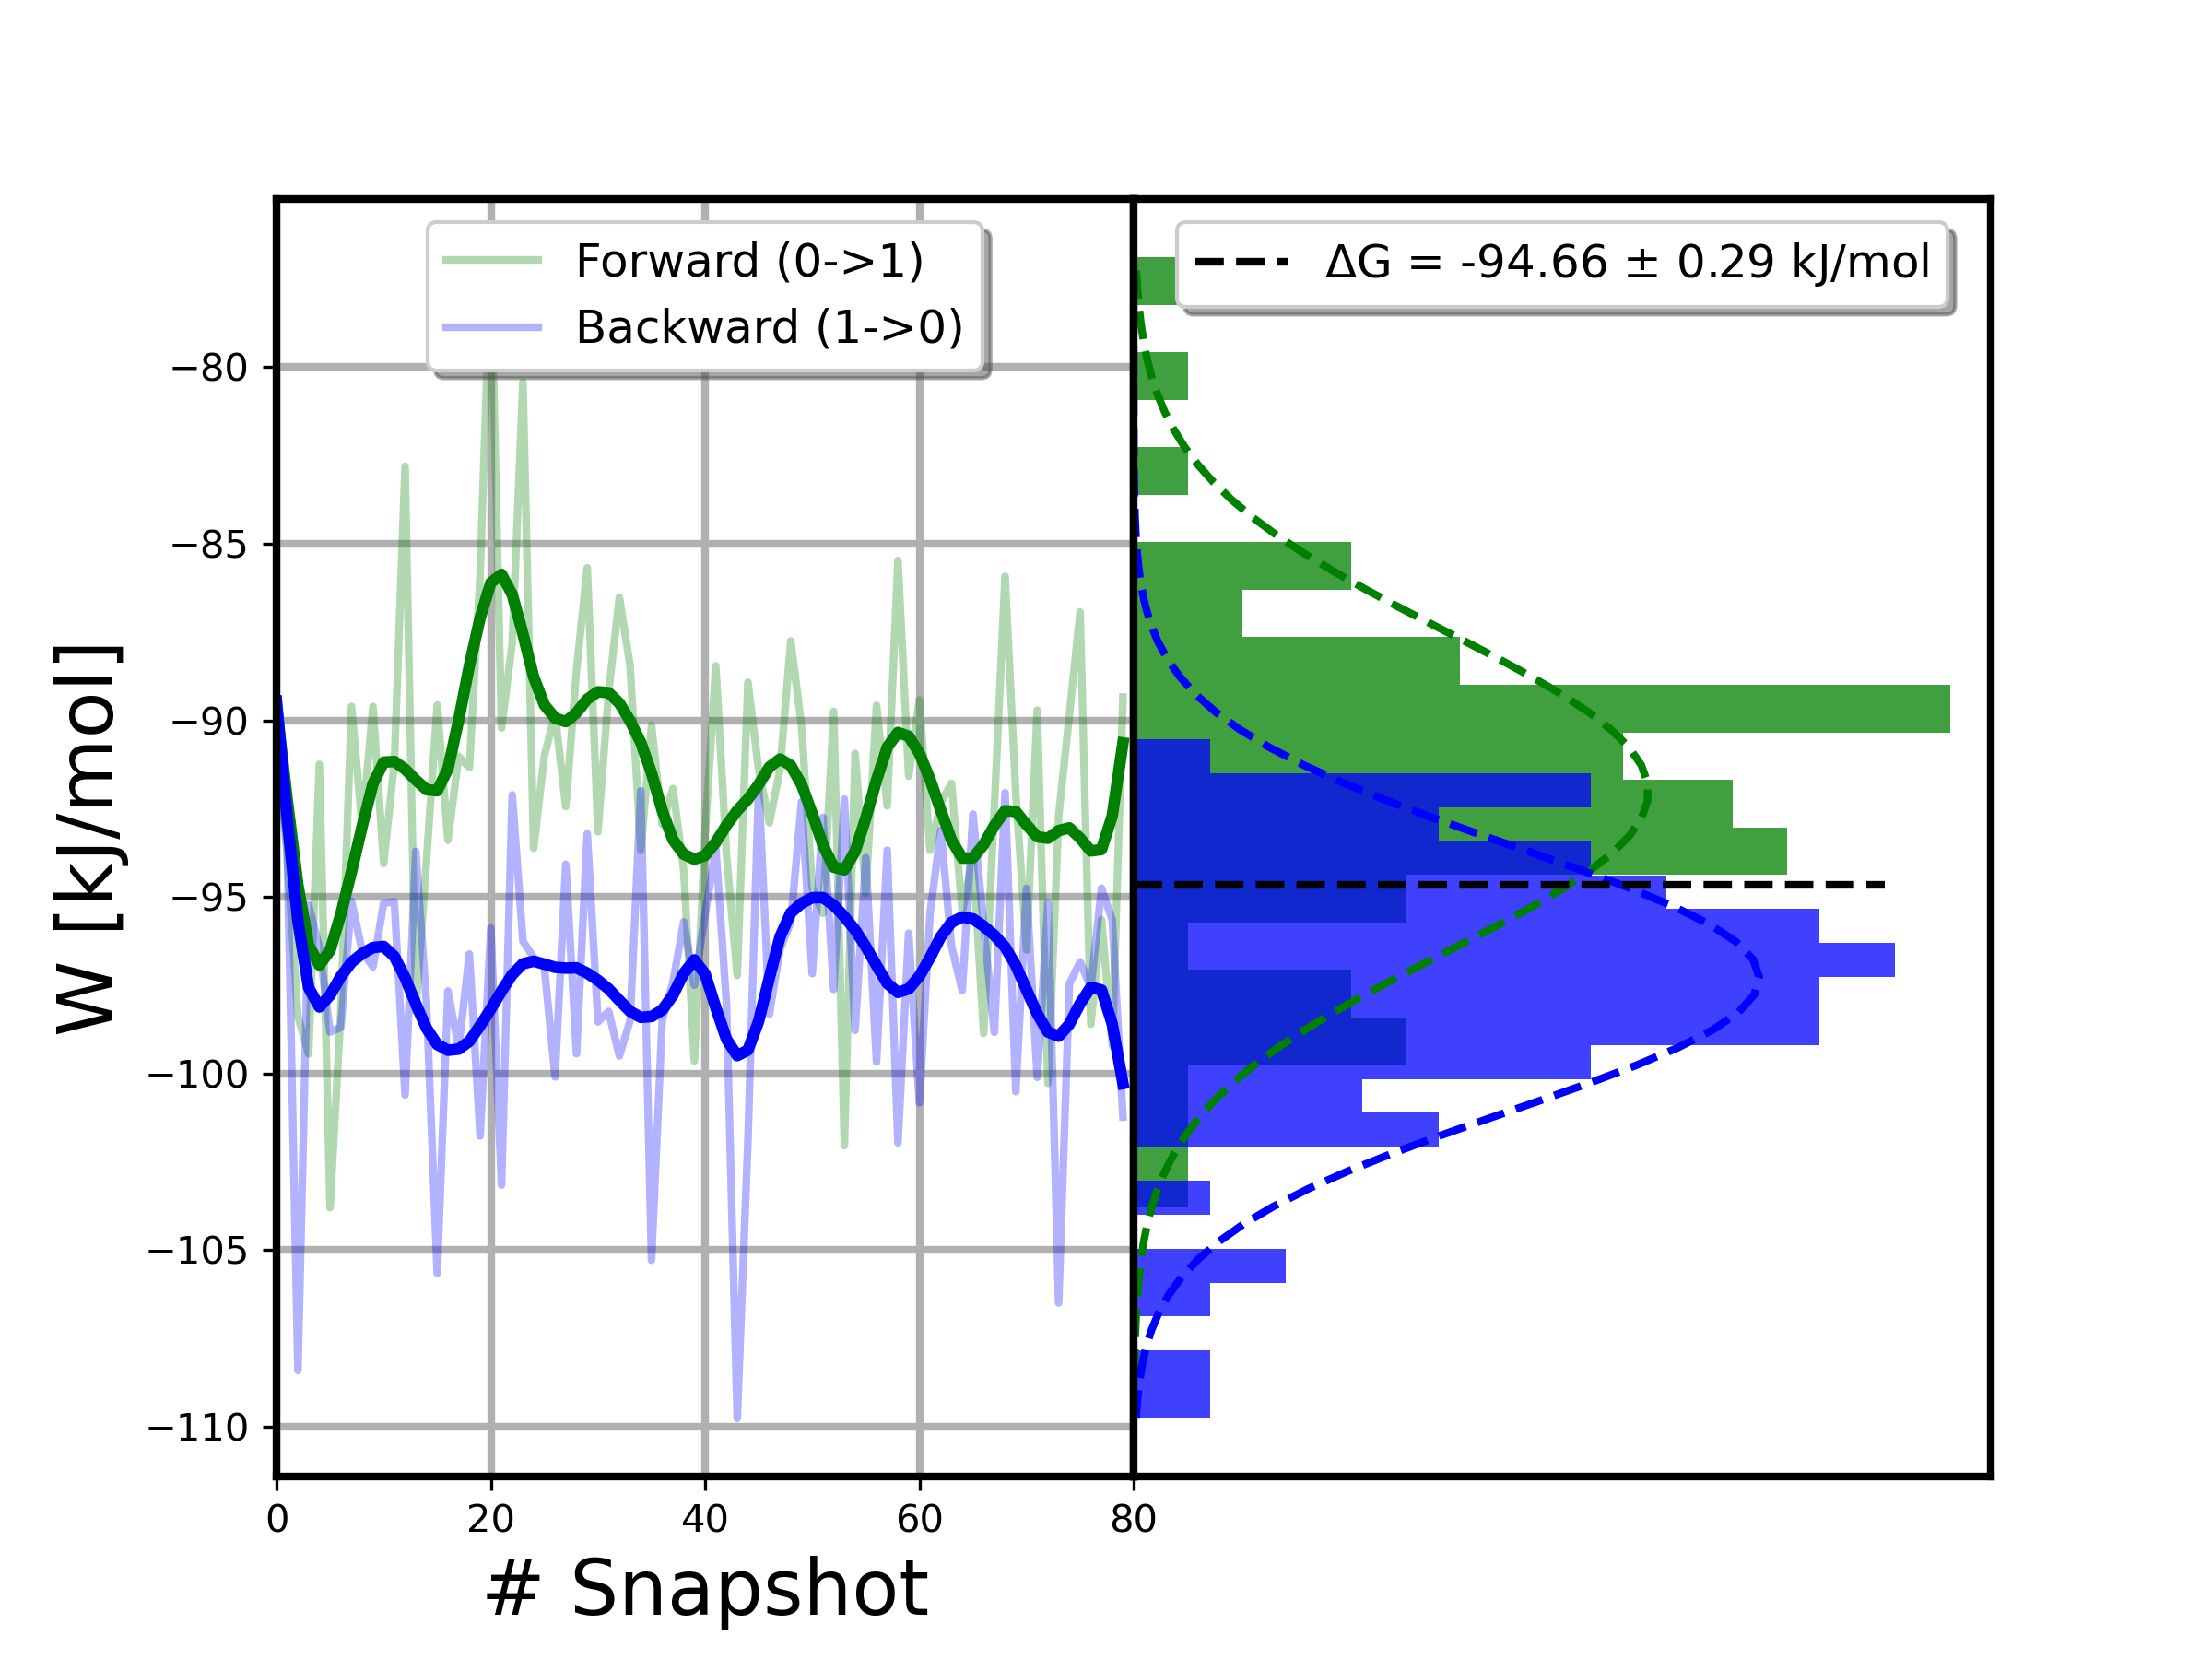 Forward (0->1)
Backward (1->0)
ΔG = -94.66 ± 0.29 kJ/mol
W [kJ/mol]
−80
−85
−90
−95
−100
−105
−110
0 20 40 60 80
# Snapshot